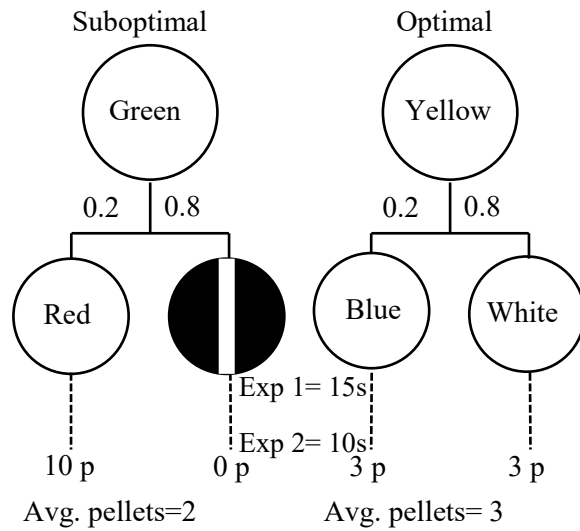 Suboptimal
Optimal
Green
Yellow
0.2
0.8
0.2
0.8
Red
Blue
White
Exp 1= 15s
Exp 2= 10s
10 p
0 p
3 p
3 p
Avg. pellets=2
Avg. pellets= 3